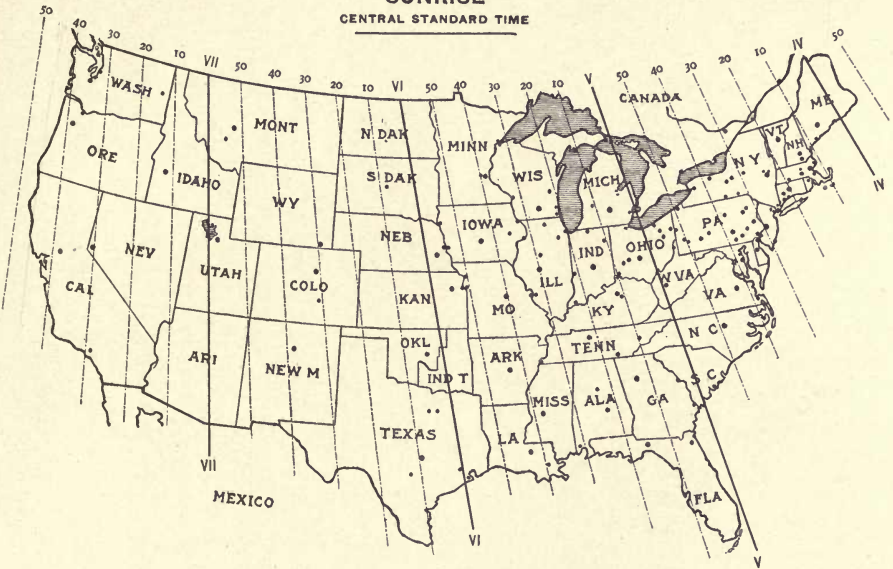 SUNRISE
CENTRAL STANDARD TIME
50
40
30
20
10
VII
50
40
30
20
10
VI
50
40
30
20
10
V
50
40
30
20
10
IV
50
CANADA
WASH
MONT
N DAK
MINN
ME
VT
NH
NY
ORE
IDAHO
S DAK
WIS
MICH
WY
IOWA
PA
NEB
NEV
UTAH
COLO
ILL
IND
OHIO
W VA
VA
CAL
KAN
MO
KY
N C
ARI
NEW M
OKL
IND T
ARK
TENN
S C
MISS
ALA
GA
TEXAS
LA
FLA
MEXICO
VII
VI
V
IV